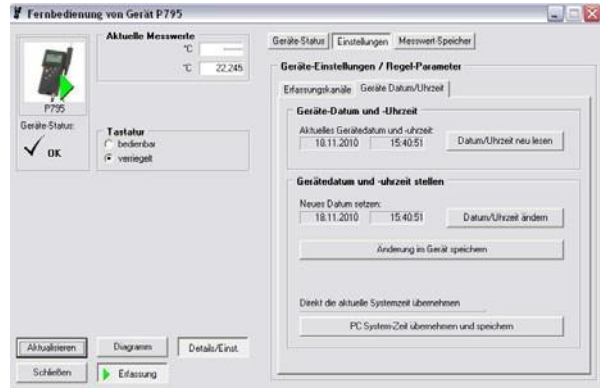 Fernbedienung von Gerät P795
Aktuelle Messwerte
°C
°C 22,245
P795
Geräte-Status:
OK
Tastatur
bedienbar
verriegelt
Aktualisieren
Diagramm
Details/Einst.
Schließen
Erfassung
Geräte-Status
Einstellungen
Messwert-Speicher
Geräte-Einstellungen / Regel-Parameter
Erfassungskanäle
Geräte Datum/Uhrzeit
Geräte-Datum und -Uhrzeit
Aktuelles Gerätedatum und -uhrzeit:
18.11.2010 15:40:51 Datum/Uhrzeit neu lesen
Gerätedatum und -uhrzeit stellen
Neues Datum setzen:
18.11.2010 15:40:51 Datum/Uhrzeit ändern
Änderung im Gerät speichern
Direkt die aktuelle Systemzeit übernehmen
PC System-Zeit übernehmen und speichern